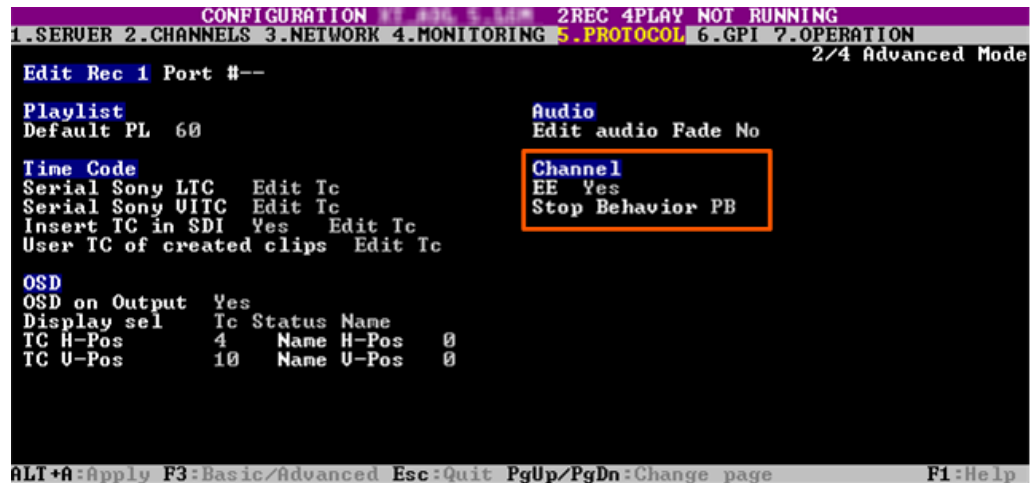 CONFIGURATION 2REC 4PLAY NOT RUNNING
1.SERVER 2.CHANNELS 3.NETWORK 4.MONITORING 5.PROTOCOL 6.GPI 7.OPERATION
2/4 Advanced Mode
Edit Rec 1 Port #--
Playlist
Default PL 60
Audio
Edit audio Fade No
Time Code
Serial Sony LTC Edit Tc
Serial Sony VITC Edit Tc
Insert TC in SDI Yes Edit Tc
User TC of created clips Edit Tc
Channel
EE Yes
Stop Behavior PB
OSD
OSD on Output Yes
Display sel Tc Status Name
TC H-Pos 4 Name H-Pos 0
TC V-Pos 10 Name V-Pos 0
ALT+A:Apply F3:Basic/Advanced Esc:Quit PgUp/PgDn:Change page F1:Help